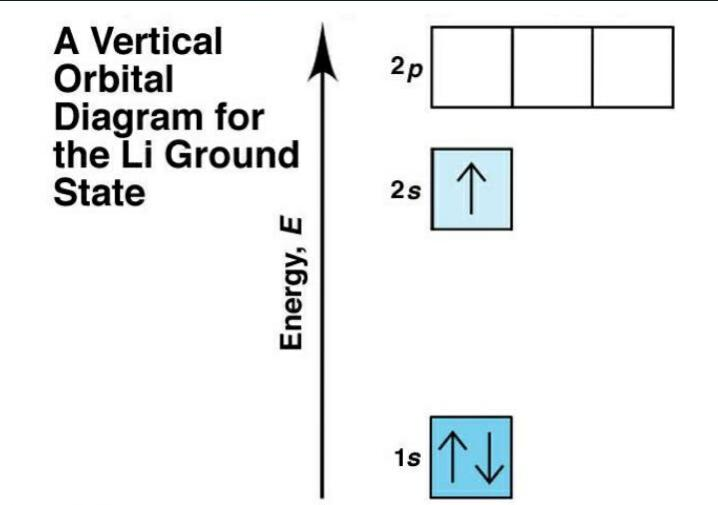 A Vertical
Orbital
Diagram for
the Li Ground
State
Energy, E
2p
2s
↑
1s
↑↓